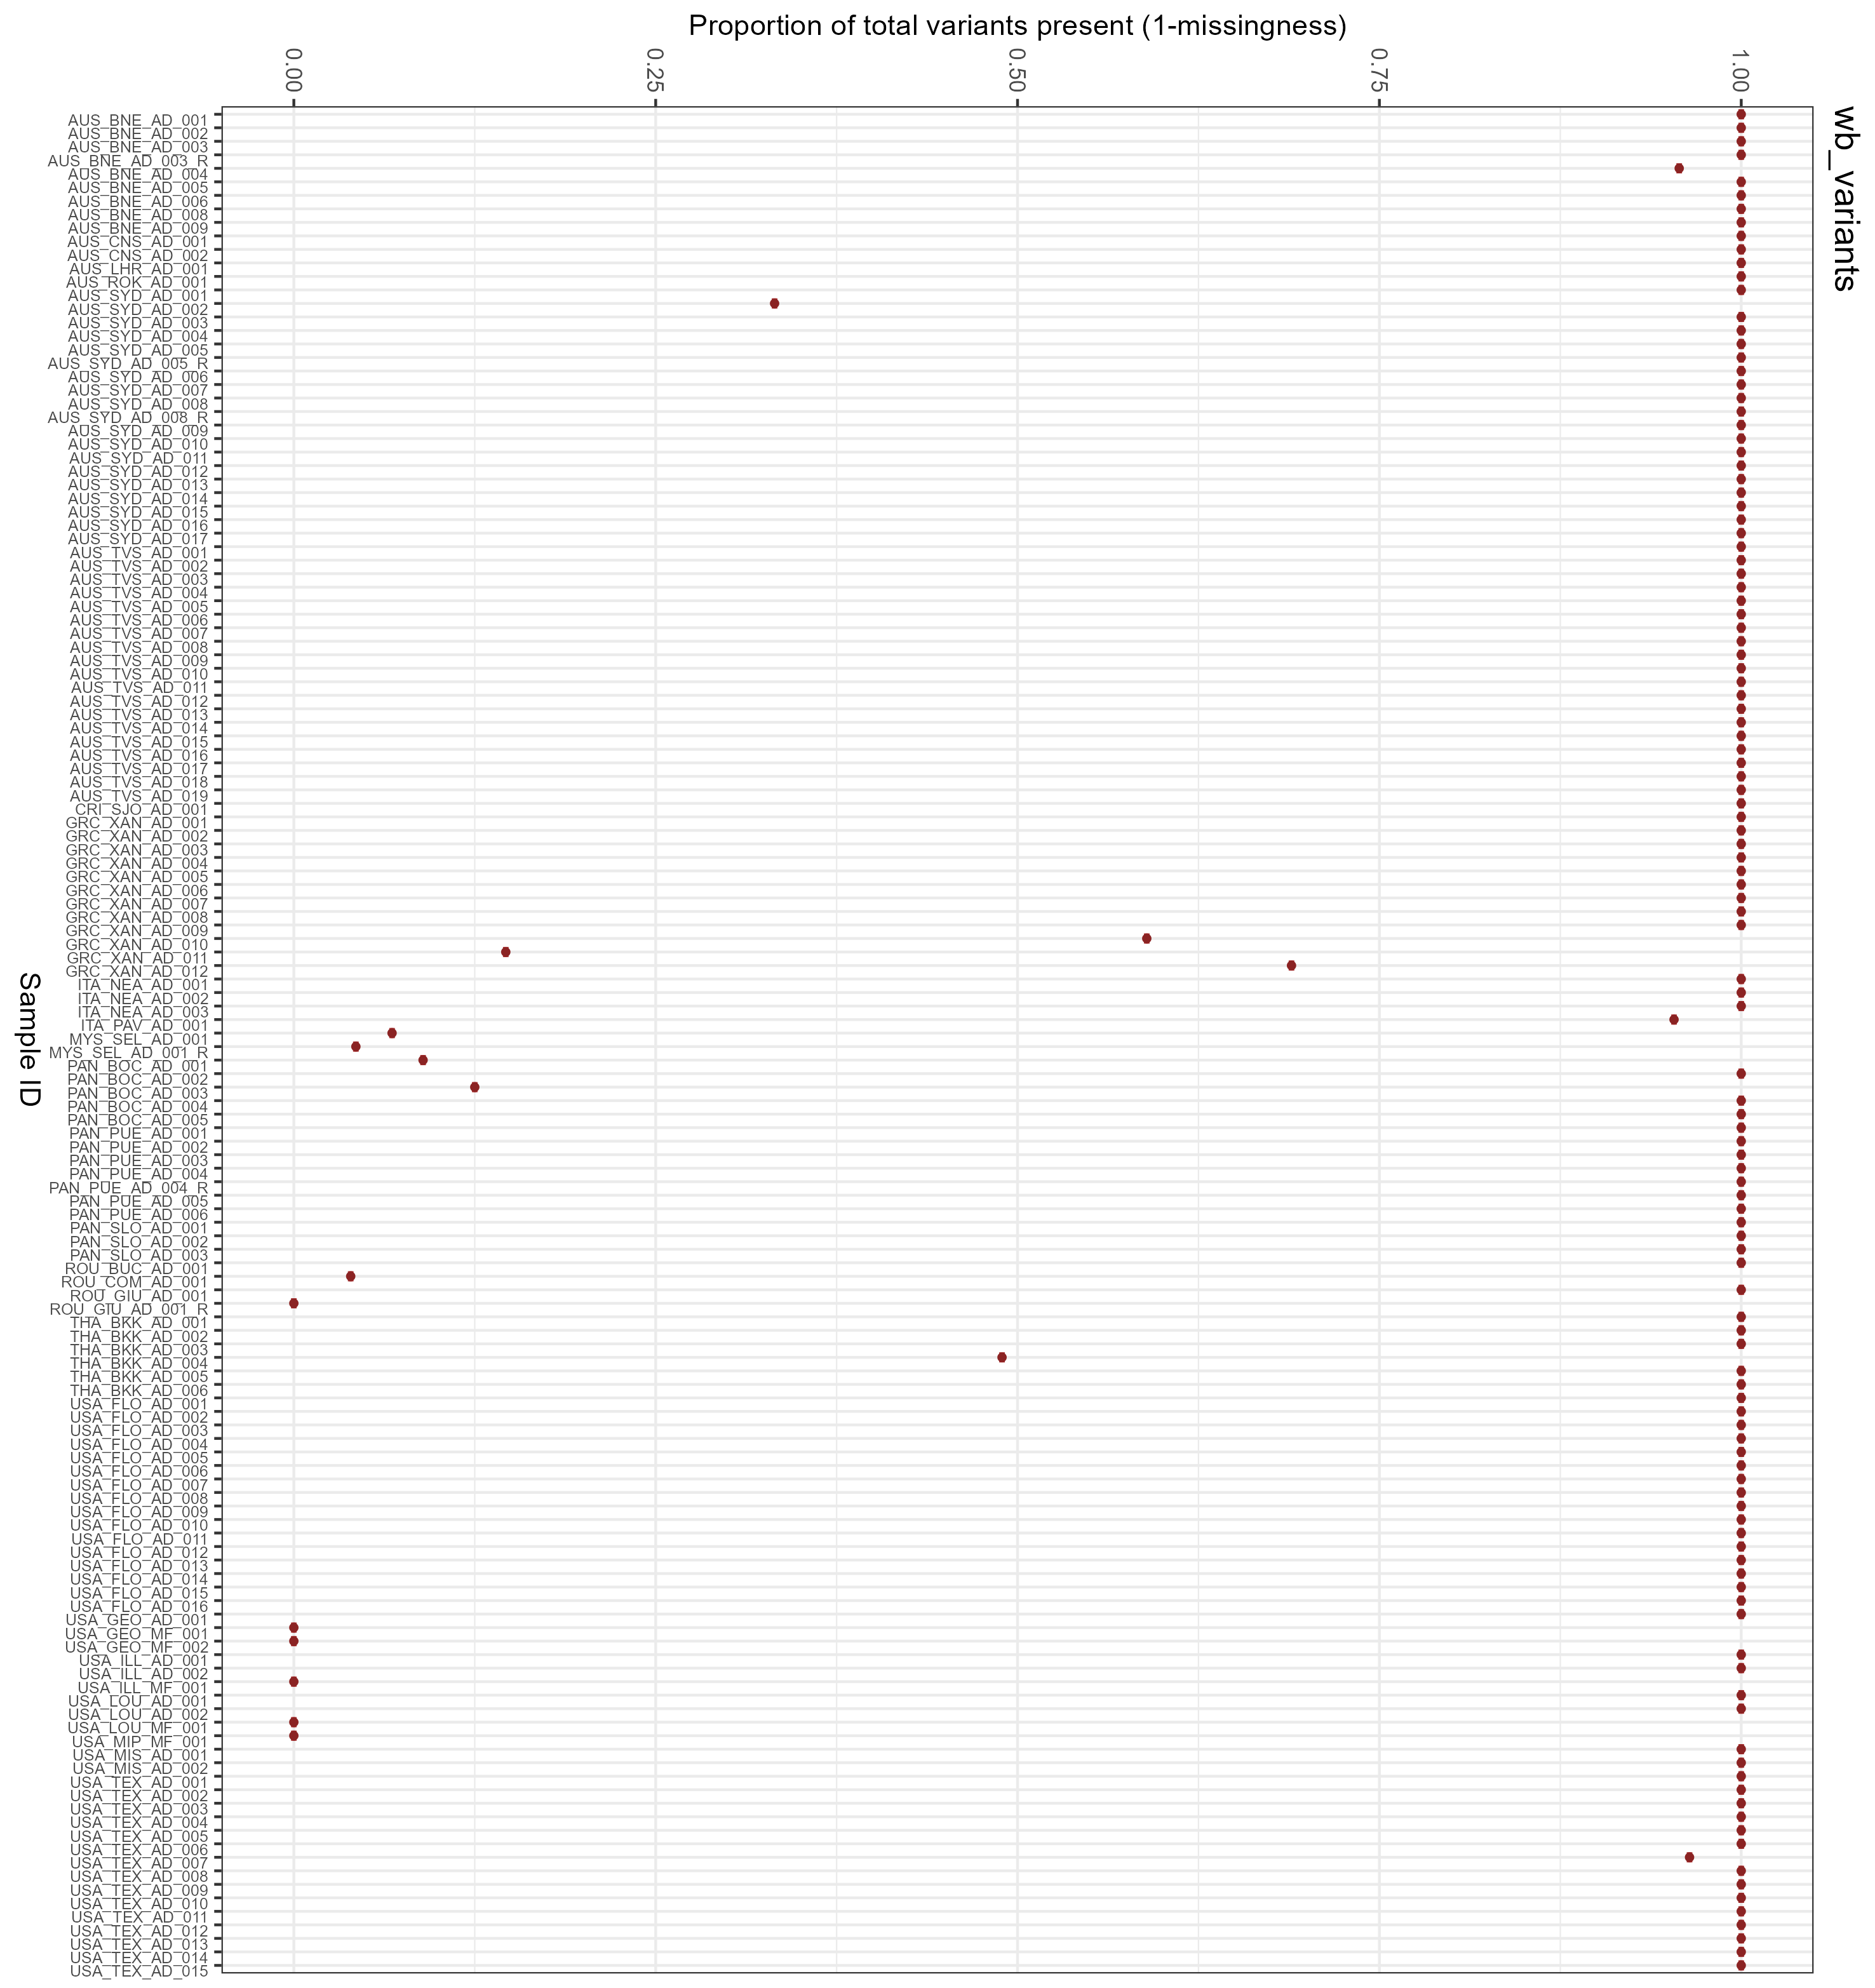 Proportion of total variants present (1-missingness)
0.00
0.25
0.50
0.75
1.00
wb_variants
AUS_BNE_AD_001
AUS_BNE_AD_002
AUS_BNE_AD_003
AUS_BNE_AD_003_R
AUS_BNE_AD_004
AUS_BNE_AD_005
AUS_BNE_AD_006
AUS_BNE_AD_008
AUS_BNE_AD_009
AUS_CNS_AD_001
AUS_CNS_AD_002
AUS_LHR_AD_001
AUS_ROK_AD_001
AUS_SYD_AD_001
AUS_SYD_AD_002
AUS_SYD_AD_003
AUS_SYD_AD_004
AUS_SYD_AD_005
AUS_SYD_AD_005_R
AUS_SYD_AD_006
AUS_SYD_AD_007
AUS_SYD_AD_008
AUS_SYD_AD_008_R
AUS_SYD_AD_009
AUS_SYD_AD_010
AUS_SYD_AD_011
AUS_SYD_AD_012
AUS_SYD_AD_013
AUS_SYD_AD_014
AUS_SYD_AD_015
AUS_SYD_AD_016
AUS_SYD_AD_017
AUS_TVS_AD_001
AUS_TVS_AD_002
AUS_TVS_AD_003
AUS_TVS_AD_004
AUS_TVS_AD_005
AUS_TVS_AD_006
AUS_TVS_AD_007
AUS_TVS_AD_008
AUS_TVS_AD_009
AUS_TVS_AD_010
AUS_TVS_AD_011
AUS_TVS_AD_012
AUS_TVS_AD_013
AUS_TVS_AD_014
AUS_TVS_AD_015
AUS_TVS_AD_016
AUS_TVS_AD_017
AUS_TVS_AD_018
AUS_TVS_AD_019
CRI_SJO_AD_001
GRC_XAN_AD_001
GRC_XAN_AD_002
GRC_XAN_AD_003
GRC_XAN_AD_004
GRC_XAN_AD_005
GRC_XAN_AD_006
GRC_XAN_AD_007
GRC_XAN_AD_008
GRC_XAN_AD_009
GRC_XAN_AD_010
GRC_XAN_AD_011
GRC_XAN_AD_012
ITA_NEA_AD_001
ITA_NEA_AD_002
ITA_NEA_AD_003
ITA_PAV_AD_001
MYS_SEL_AD_001
MYS_SEL_AD_001_R
PAN_BOC_AD_001
PAN_BOC_AD_002
PAN_BOC_AD_003
PAN_BOC_AD_004
PAN_BOC_AD_005
PAN_PUE_AD_001
PAN_PUE_AD_002
PAN_PUE_AD_003
PAN_PUE_AD_004
PAN_PUE_AD_004_R
PAN_PUE_AD_005
PAN_PUE_AD_006
PAN_SLO_AD_001
PAN_SLO_AD_002
PAN_SLO_AD_003
ROU_BUC_AD_001
ROU_COM_AD_001
ROU_GIU_AD_001
ROU_GIU_AD_001_R
THA_BKK_AD_001
THA_BKK_AD_002
THA_BKK_AD_003
THA_BKK_AD_004
THA_BKK_AD_005
THA_BKK_AD_006
USA_FLO_AD_001
USA_FLO_AD_002
USA_FLO_AD_003
USA_FLO_AD_004
USA_FLO_AD_005
USA_FLO_AD_006
USA_FLO_AD_007
USA_FLO_AD_008
USA_FLO_AD_009
USA_FLO_AD_010
USA_FLO_AD_011
USA_FLO_AD_012
USA_FLO_AD_013
USA_FLO_AD_014
USA_FLO_AD_015
USA_FLO_AD_016
USA_GEO_AD_001
USA_GEO_MF_001
USA_GEO_MF_002
USA_ILL_AD_001
USA_ILL_AD_002
USA_ILL_MF_001
USA_LOU_AD_001
USA_LOU_AD_002
USA_LOU_MF_001
USA_MIP_MF_001
USA_MIS_AD_001
USA_MIS_AD_002
USA_TEX_AD_001
USA_TEX_AD_002
USA_TEX_AD_003
USA_TEX_AD_004
USA_TEX_AD_005
USA_TEX_AD_006
USA_TEX_AD_007
USA_TEX_AD_008
USA_TEX_AD_009
USA_TEX_AD_010
USA_TEX_AD_011
USA_TEX_AD_012
USA_TEX_AD_013
USA_TEX_AD_014
USA_TEX_AD_015
Sample ID